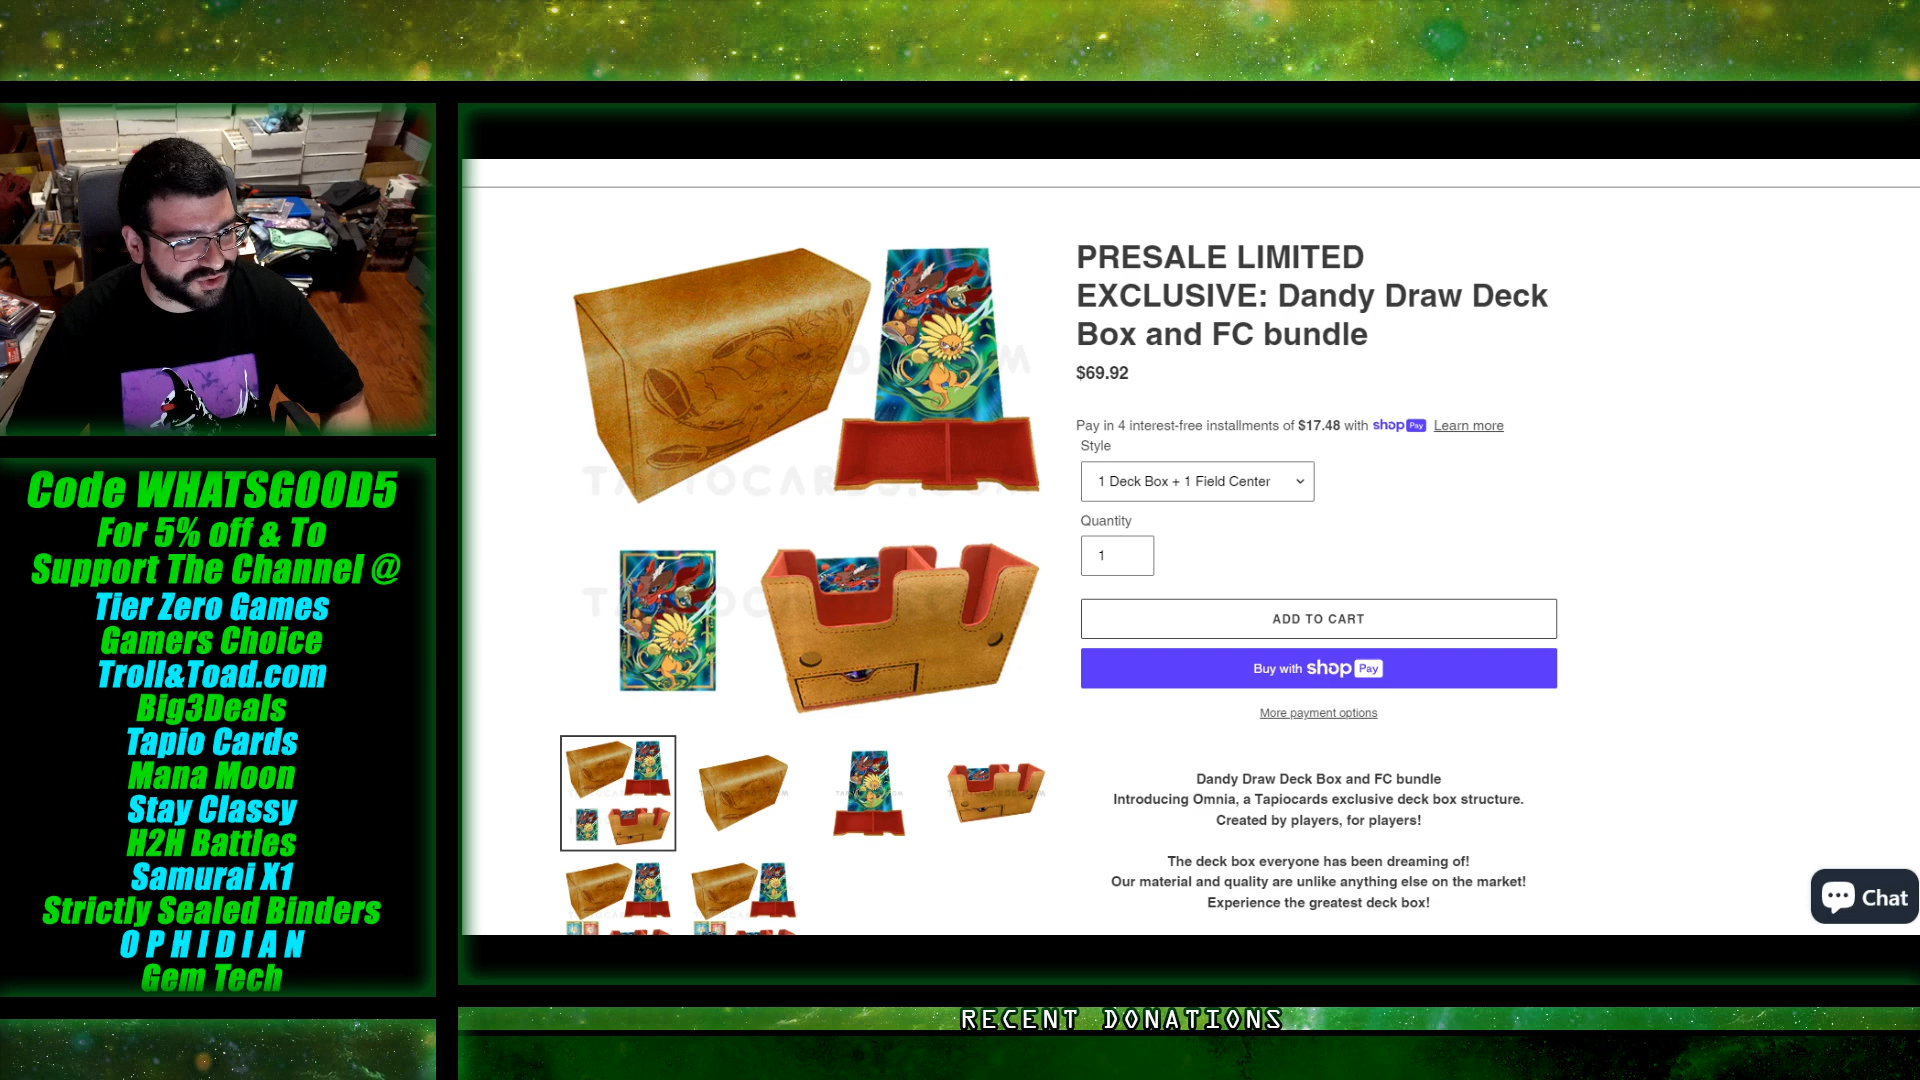 Code WHATSGOOD5
For 5% off & To
Support The Channel @
Tier Zero Games
Gamers Choice
Troll&Toad.com
Big3Deals
Tapio Cards
Mana Moon
Stay Classy
H2H Battles
Samurai X1
Strictly Sealed Binders
OPHIDIAN
Gem Tech
TAPIOCARDS.COM
PRESALE LIMITED
EXCLUSIVE: Dandy Draw Deck
Box and FC bundle
$69.92
Pay in 4 interest-free installments of $17.48 with shop Pay Learn more
Style
1 Deck Box + 1 Field Center
Quantity
1
ADD TO CART
Buy with shop Pay
More payment options
Dandy Draw Deck Box and FC bundle
Introducing Omnia, a Tapiocards exclusive deck box structure.
Created by players, for players!
The deck box everyone has been dreaming of!
Our material and quality are unlike anything else on the market!
Experience the greatest deck box!
Chat
RECENT DONATIONS